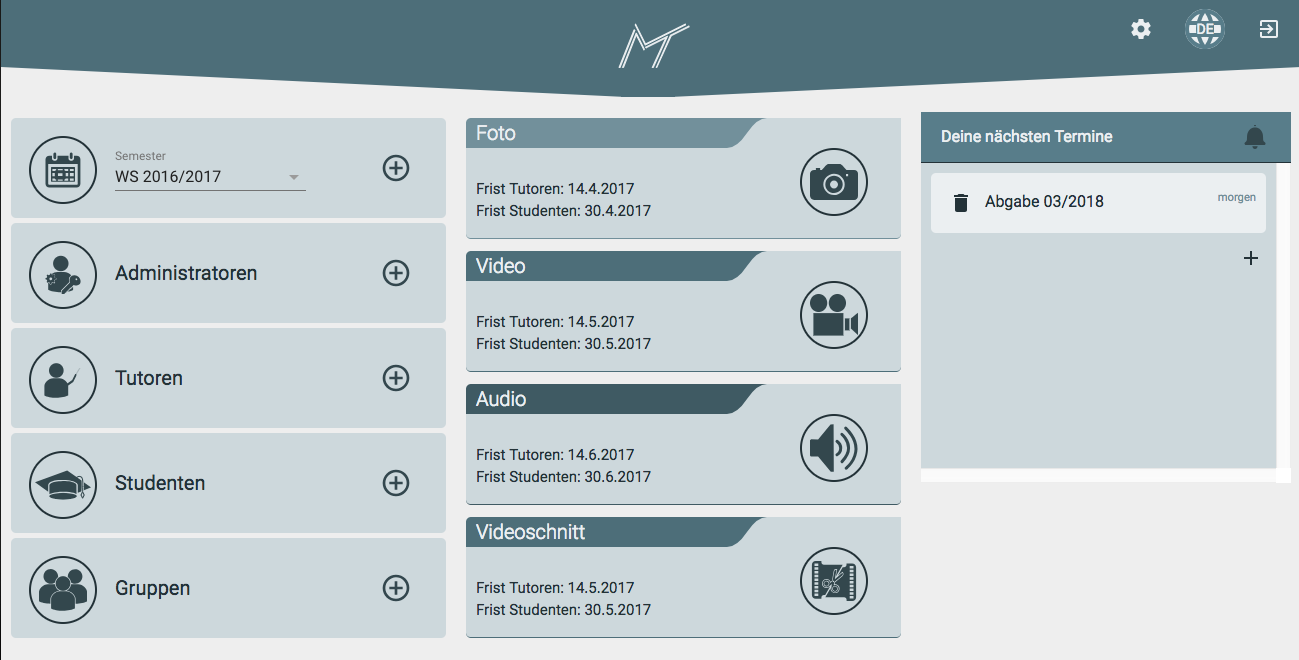 DE
Semester
WS 2016/2017
Administratoren
Tutoren
Studenten
Gruppen
Foto
Frist Tutoren: 14.4.2017
Frist Studenten: 30.4.2017
Video
Frist Tutoren: 14.5.2017
Frist Studenten: 30.5.2017
Audio
Frist Tutoren: 14.6.2017
Frist Studenten: 30.6.2017
Videoschnitt
Frist Tutoren: 14.5.2017
Frist Studenten: 30.5.2017
Deine nächsten Termine
Abgabe 03/2018
morgen